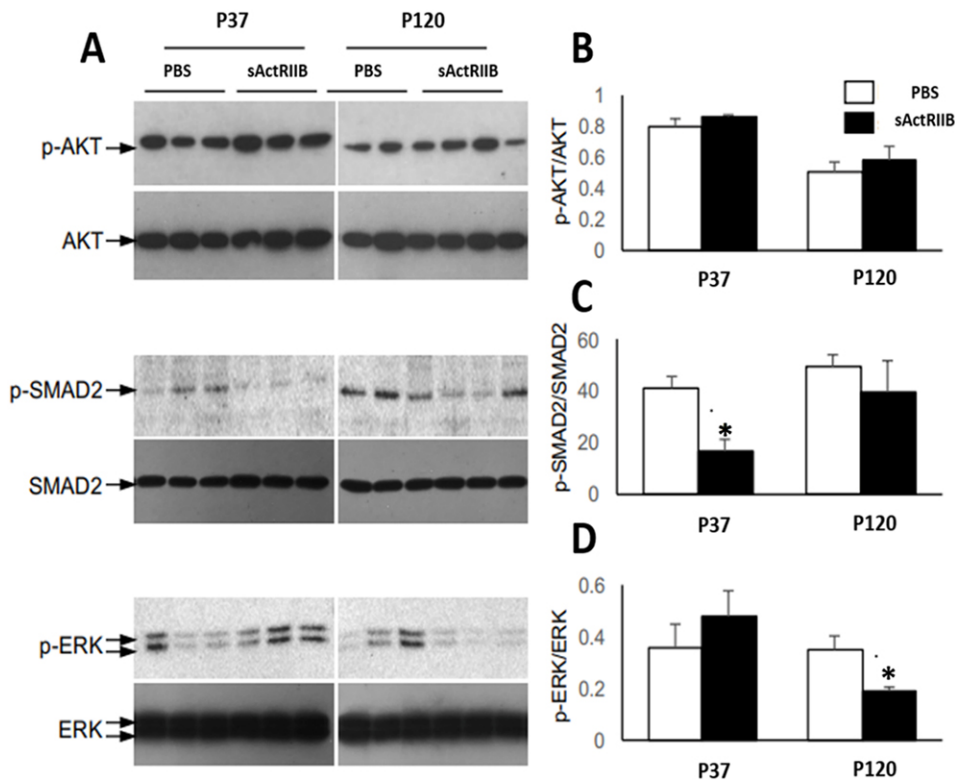 A
P37 P120
PBS sActRIIB PBS sActRIIB
p-AKT
AKT
p-SMAD2
SMAD2
p-ERK
ERK
B
PBS
sActRIIB
p-AKT/AKT
1
0.8
0.6
0.4
0.2
0
P37 P120
C
p-SMAD2/SMAD2
60
40
20
0
*
P37 P120
D
p-ERK/ERK
0.6
0.4
0.2
0
*
P37 P120